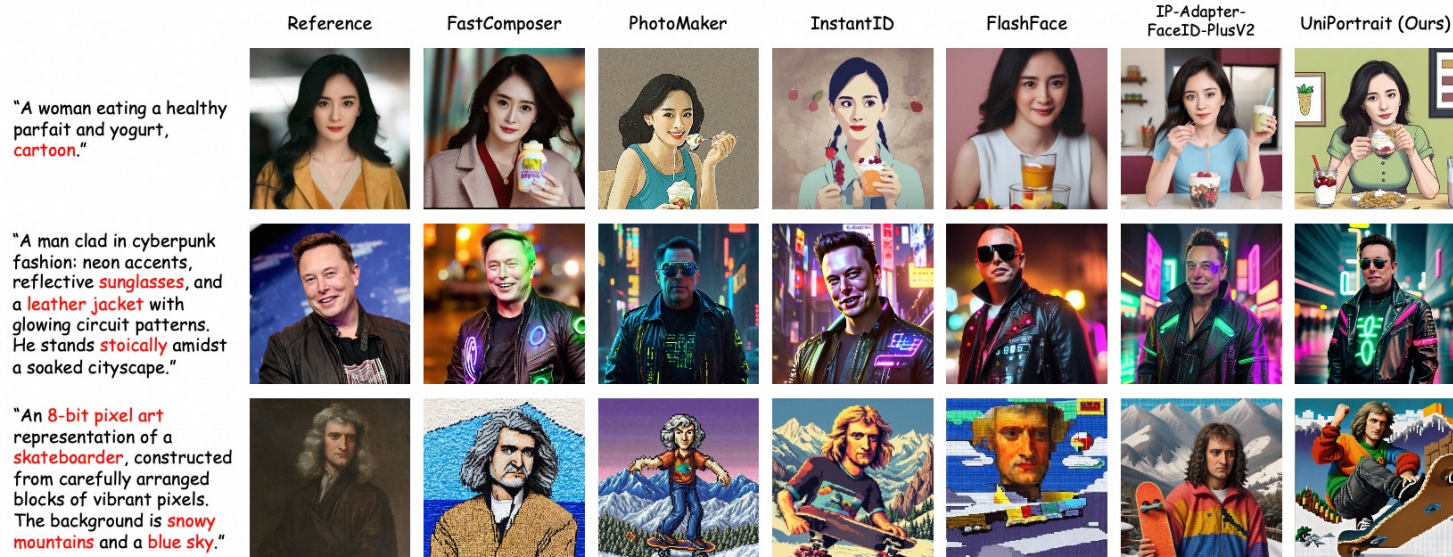 Reference FastComposer PhotoMaker InstantID FlashFace IP-Adapter-
FaceID-PlusV2 UniPortrait (Ours)
“A woman eating a healthy
parfait and yogurt,
cartoon.”
“A man clad in cyberpunk
fashion: neon accents,
reflective sunglasses, and
a leather jacket with
glowing circuit patterns.
He stands stoically amidst
a soaked cityscape.”
“An 8-bit pixel art
representation of a
skateboarder, constructed
from carefully arranged
blocks of vibrant pixels.
The background is snowy
mountains and a blue sky.”